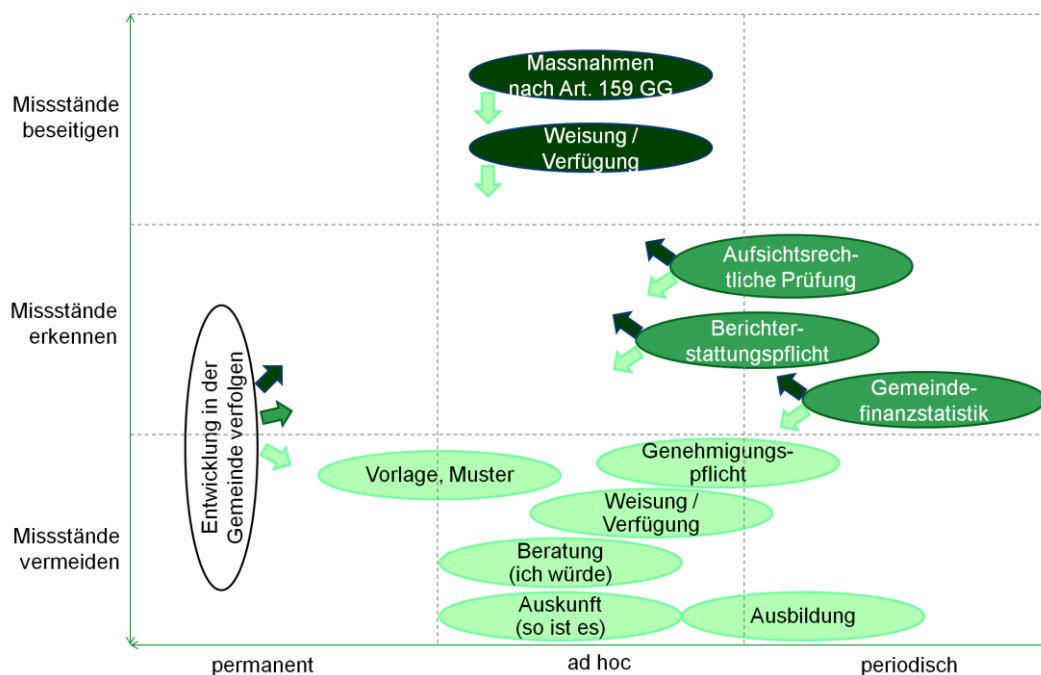 Massnahmen
nach Art. 159 GG
Missstände
beseitigen
Weisung /
Verfügung
Aufsichtsrech-
tliche Prüfung
Missstände
erkennen
Berichter-
stattungspflicht
Gemeinde-
finanzstatistik
Entwicklung in der
Gemeinde verfolgen
Genehmigungs-
pflicht
Vorlage, Muster
Weisung /
Verfügung
Missstände
vermeiden
Beratung
(ich würde)
Auskunft
(so ist es)
Ausbildung
permanent
ad hoc
periodisch